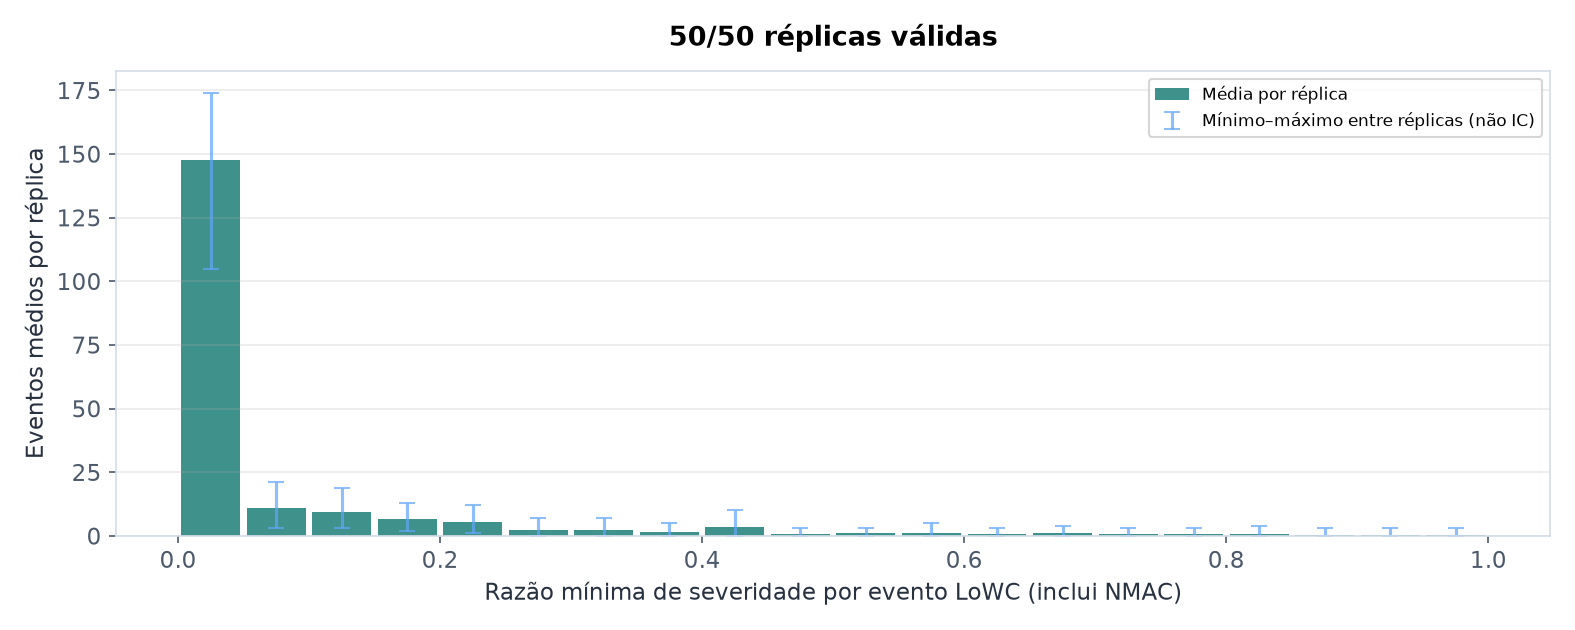 50/50 réplicas válidas
Média por réplica
Mínimo–máximo entre réplicas (não IC)
Eventos médios por réplica
175
150
125
100
75
50
25
0
0.0 0.2 0.4 0.6 0.8 1.0
Razão mínima de severidade por evento LoWC (inclui NMAC)